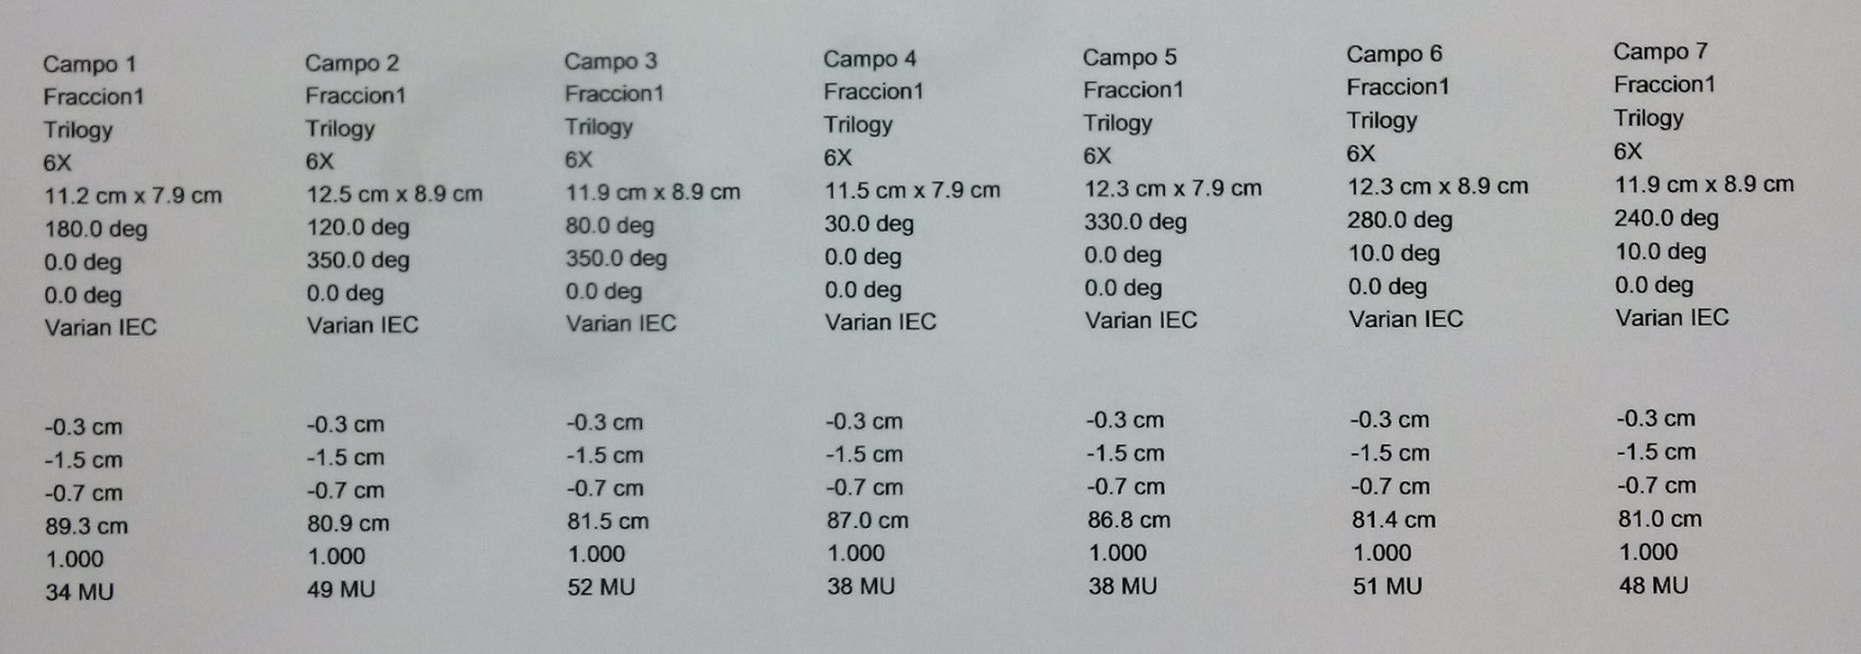 Campo 1 Campo 2 Campo 3 Campo 4 Campo 5 Campo 6 Campo 7
Fraccion1 Fraccion1 Fraccion1 Fraccion1 Fraccion1 Fraccion1 Fraccion1
Trilogy Trilogy Trilogy Trilogy Trilogy Trilogy Trilogy
6X 6X 6X 6X 6X 6X 6X
11.2 cm x 7.9 cm 12.5 cm x 8.9 cm 11.9 cm x 8.9 cm 11.5 cm x 7.9 cm 12.3 cm x 7.9 cm 12.3 cm x 8.9 cm 11.9 cm x 8.9 cm
180.0 deg 120.0 deg 80.0 deg 30.0 deg 330.0 deg 280.0 deg 240.0 deg
0.0 deg 350.0 deg 350.0 deg 0.0 deg 0.0 deg 10.0 deg 10.0 deg
0.0 deg 0.0 deg 0.0 deg 0.0 deg 0.0 deg 0.0 deg 0.0 deg
Varian IEC Varian IEC Varian IEC Varian IEC Varian IEC Varian IEC Varian IEC
-0.3 cm -0.3 cm -0.3 cm -0.3 cm -0.3 cm -0.3 cm -0.3 cm
-1.5 cm -1.5 cm -1.5 cm -1.5 cm -1.5 cm -1.5 cm -1.5 cm
-0.7 cm -0.7 cm -0.7 cm -0.7 cm -0.7 cm -0.7 cm -0.7 cm
89.3 cm 80.9 cm 81.5 cm 87.0 cm 86.8 cm 81.4 cm 81.0 cm
1.000 1.000 1.000 1.000 1.000 1.000 1.000
34 MU 49 MU 52 MU 38 MU 38 MU 51 MU 48 MU